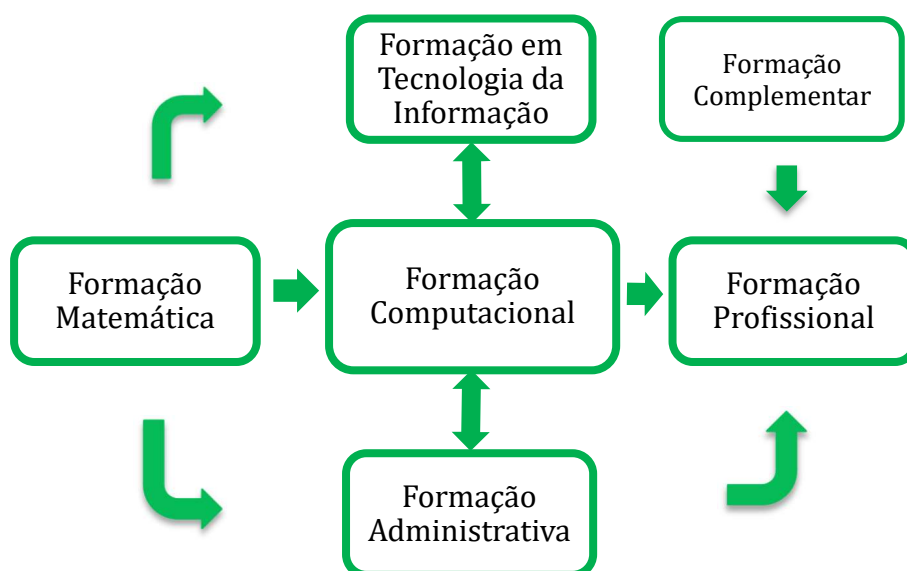 Formação em
Tecnologia da
Informação
Formação
Complementar
Formação
Matemática
Formação
Computacional
Formação
Profissional
Formação
Administrativa